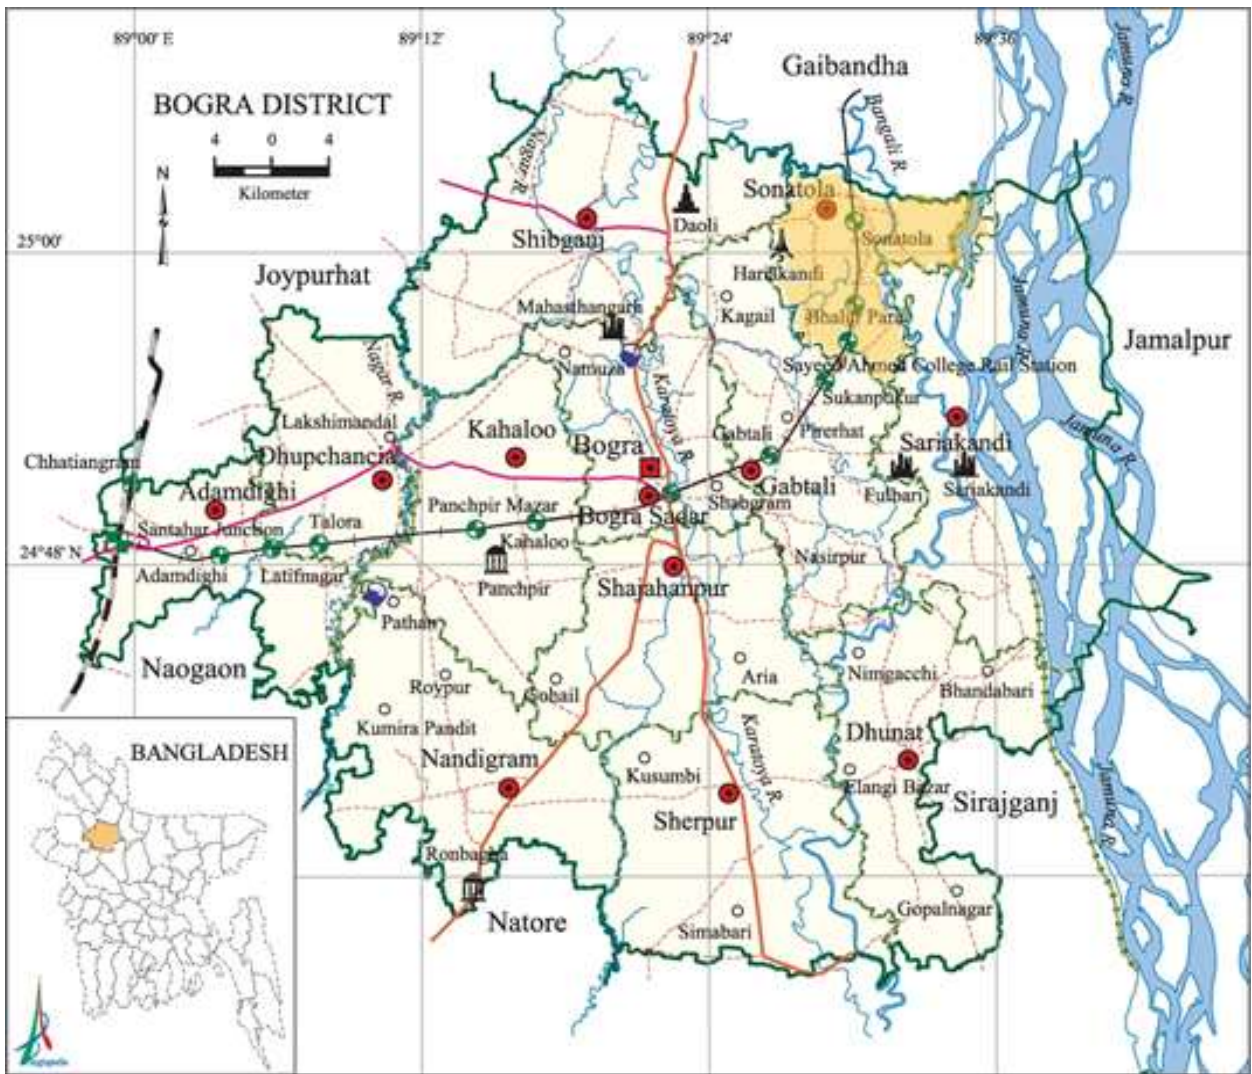 89°00' E
89°12'
89°24'
89°36'
Jamuna R.
Gaibandha
BOGRA DISTRICT
4 0 4
Kilometer
N
Nagar R.
Bangali R.
Sonatola
Daoli
Shibganj
Sonatola
25°00'
Joypurhat
Harikandi
Mahasthangarh
Kagail
Bhalur Para
Jamuna R.
Jamalpur
Namuza
Sayeed Ahmed College Rail Station
Nagar R.
Karatoya R.
Sukanpukur
Lakshimandal
Kahaloo
Bogra
Gabtali
Pirerhat
Sariakandi
Jamuna R.
Chhatiangram
Dhupchancia
Adamdighi
Panchpir Mazar
Shabgram
Gabtali
Fulbari
Sariakandi
Santahar Junction
Talora
Bogra Sadar
Kahaloo
24°48' N
Adamdighi
Latifnagar
Panchpir
Shajahanpur
Nasirpur
Pathan
Naogaon
Roypur
Gohail
Aria
Nimgacchi
Bhandabari
Kumira Pandit
Karatoya R.
Dhunat
BANGLADESH
Nandigram
Kusumbi
Elangi Bazar
Jamuna R.
Sherpur
Sirajganj
Ronbagha
Natore
Simabari
Gopalnagar